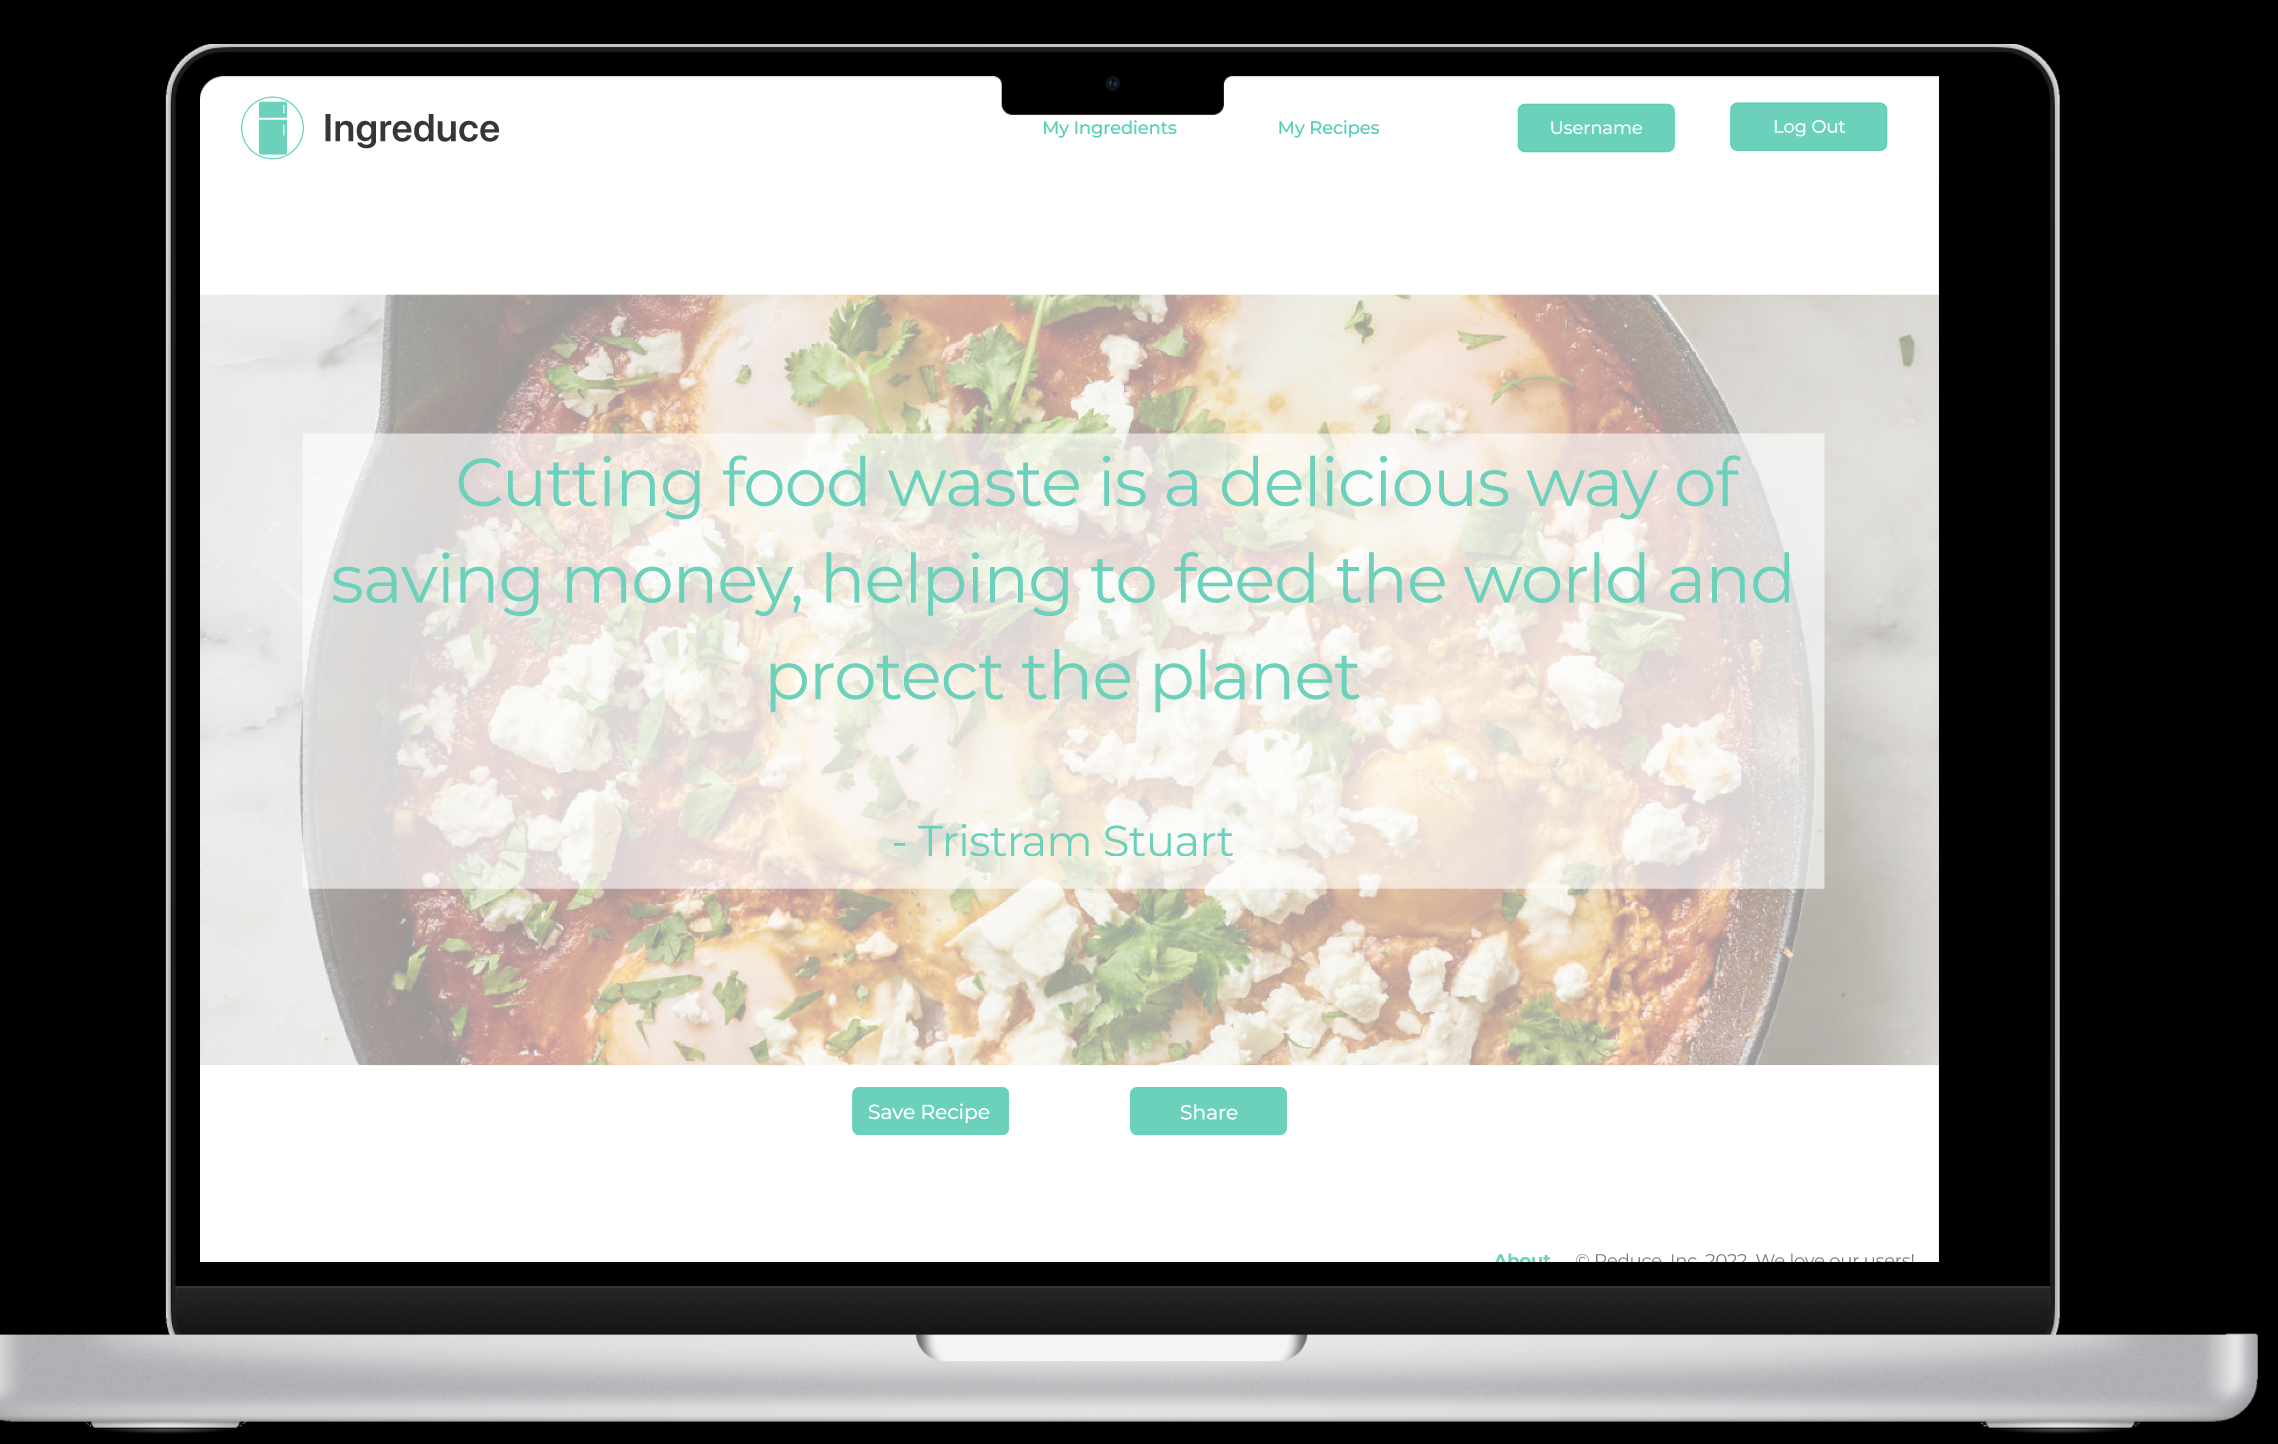 Ingreduce
My Ingredients
My Recipes
Username
Log Out
Cutting food waste is a delicious way of
saving money, helping to feed the world and
protect the planet
- Tristram Stuart
Save Recipe
Share
About
© Reduce, Inc. 2022. We love our users!